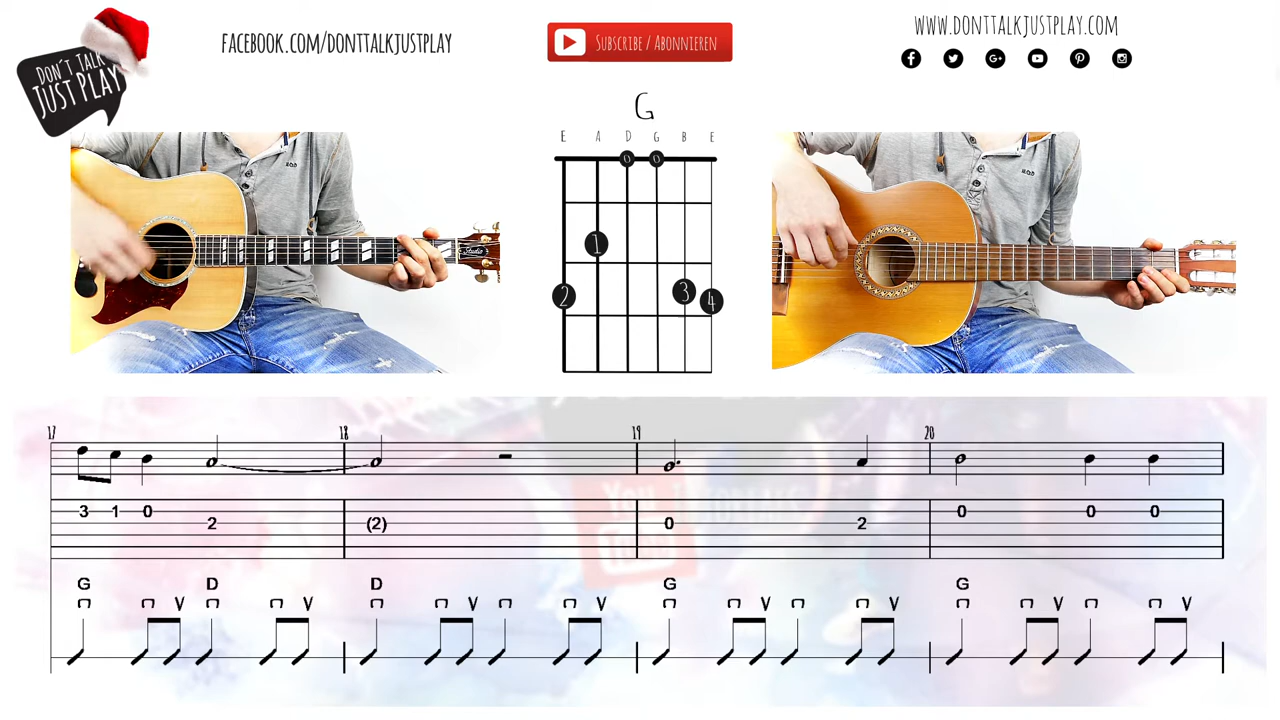 DON´T TALK
JUST PLAY
FACEBOOK.COM/DONTTALKJUSTPLAY
SUBSCRIBE / ABONNIEREN
WWW.DONTTALKJUSTPLAY.COM
G
E A D G B E
0 0
1
2 3 4
17 18 19 20
3 1 0 2 (2) 0 2 0 0 0
G D D G G
V V V V V V V V